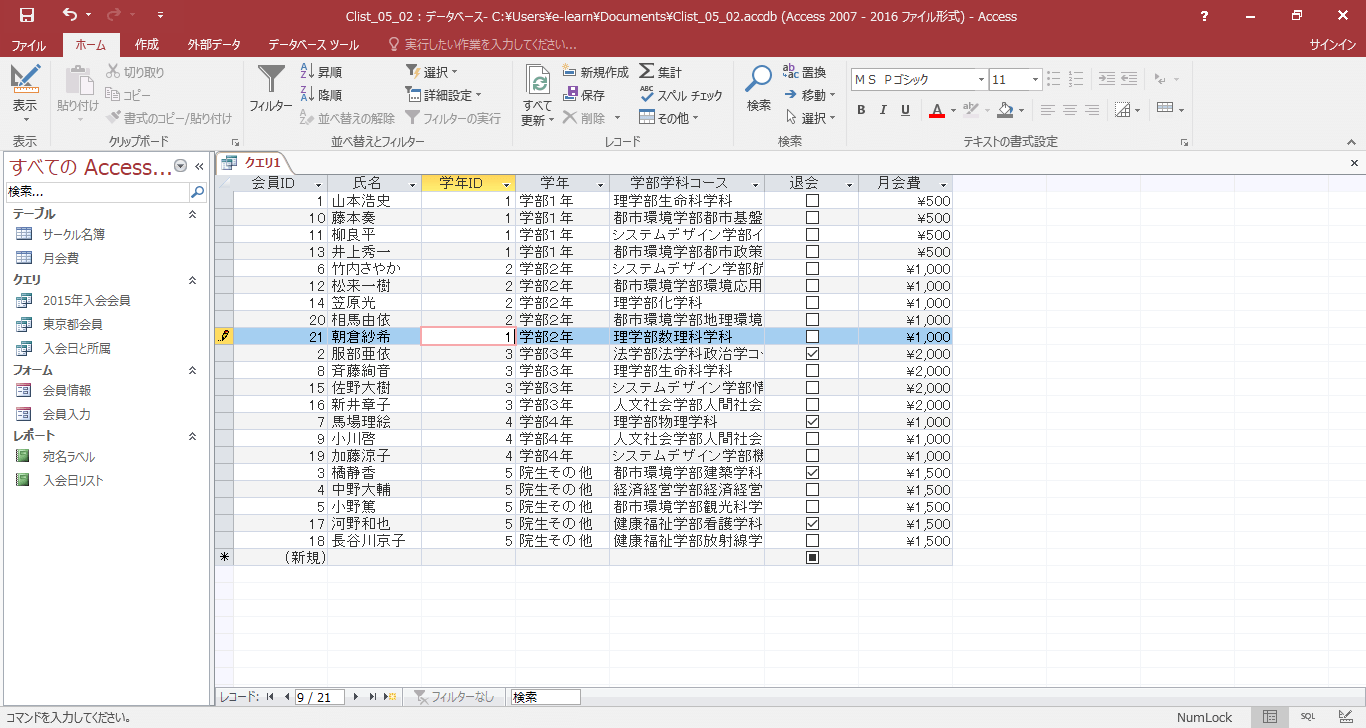 Clist_05_02 : データベース- C:¥Users¥e-learn¥Documents¥Clist_05_02.accdb (Access 2007 - 2016 ファイル形式) - Access
ファイル ホーム 作成 外部データ データベース ツール 実行したい作業を入力してください... サインイン
表示 貼り付け 切り取り コピー 書式のコピー/貼り付け フィルター 昇順 降順 並べ替えの解除 選択 詳細設定 フィルターの実行 すべて更新 新規作成 保存 削除 集計 スペル チェック その他 検索 置換 移動 選択 ＭＳ Ｐゴシック 11
B I U A
表示 クリップボード 並べ替えとフィルター レコード 検索 テキストの書式設定
すべての Access...
検索...
テーブル
サークル名簿
月会費
クエリ
2015年入会会員
東京都会員
入会日と所属
フォーム
会員情報
会員入力
レポート
宛名ラベル
入会日リスト
クエリ1
会員ID 氏名 学年ID 学年 学部学科コース 退会 月会費
1 山本浩史 1 学部１年 理学部生命科学科 ¥500
10 藤本奏 1 学部１年 都市環境学部都市基盤 ¥500
11 柳良平 1 学部１年 システムデザイン学部イ ¥500
13 井上秀一 1 学部１年 都市環境学部都市政策 ¥500
6 竹内さやか 2 学部２年 システムデザイン学部航 ¥1,000
12 松来一樹 2 学部２年 都市環境学部環境応用 ¥1,000
14 笠原光 2 学部２年 理学部化学科 ¥1,000
20 相馬由依 2 学部２年 都市環境学部地理環境 ¥1,000
21 朝倉紗希 1 学部２年 理学部数理科学科 ¥1,000
2 服部亜依 3 学部３年 法学部法学科政治学コー ¥2,000
8 斉藤絢音 3 学部３年 理学部生命科学科 ¥2,000
15 佐野大樹 3 学部３年 システムデザイン学部情 ¥2,000
16 新井章子 3 学部３年 人文社会学部人間社会 ¥2,000
7 馬場理絵 4 学部４年 理学部物理学科 ¥1,000
9 小川啓 4 学部４年 人文社会学部人間社会 ¥1,000
19 加藤涼子 4 学部４年 システムデザイン学部機 ¥1,000
3 橘静香 5 院生その他 都市環境学部建築学科 ¥1,500
4 中野大輔 5 院生その他 経済経営学部経済経営 ¥1,500
5 小野篤 5 院生その他 都市環境学部観光科学 ¥1,500
17 河野和也 5 院生その他 健康福祉学部看護学科 ¥1,500
18 長谷川京子 5 院生その他 健康福祉学部放射線学 ¥1,500
(新規)
レコード: 9 / 21 フィルターなし 検索
コマンドを入力してください。 NumLock SQL